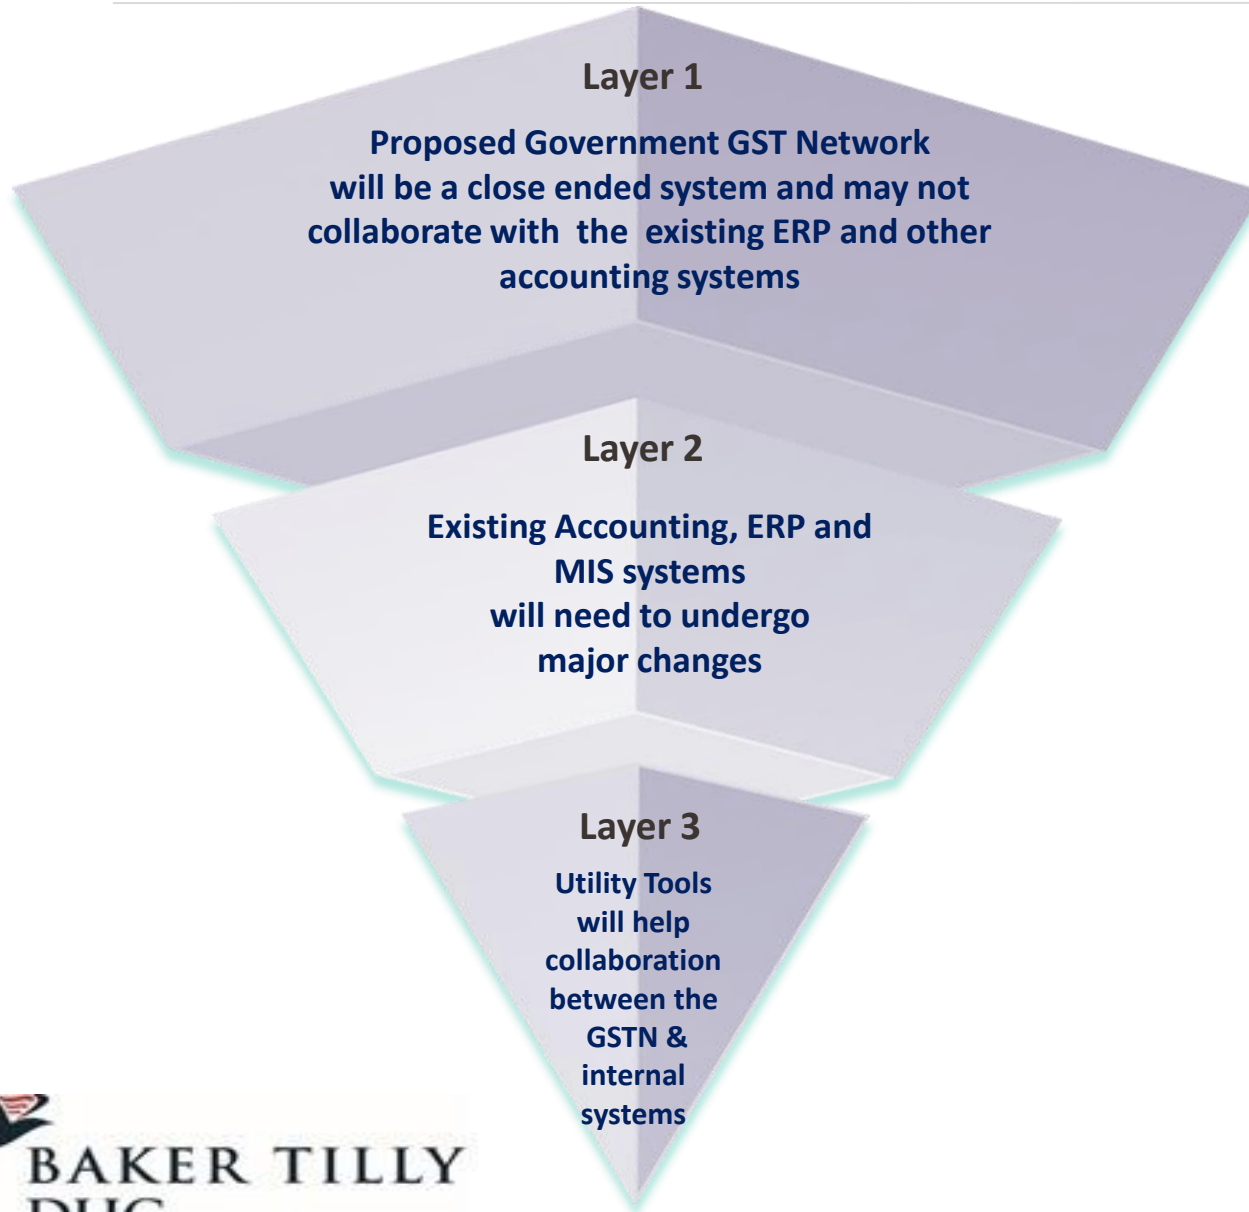 Layer 1
Proposed Government GST Network
will be a close ended system and may not
collaborate with the existing ERP and other
accounting systems
Layer 2
Existing Accounting, ERP and
MIS systems
will need to undergo
major changes
Layer 3
Utility Tools
will help
collaboration
between the
GSTN &
internal
systems
BAKER TILLY